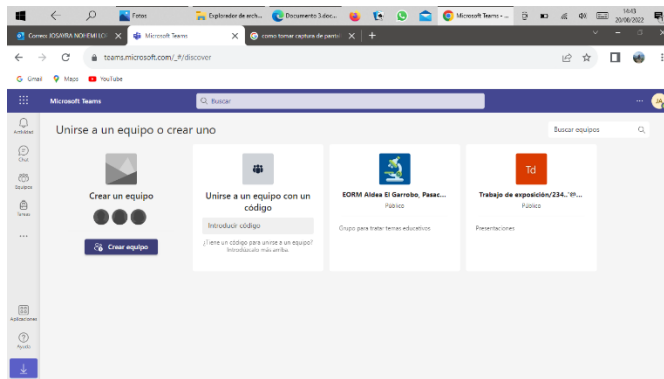 Fotos
Explorador de arch...
Documento 3.doc...
Microsoft Teams - ...
14:43
20/08/2022
Correo: JOSAYRA NOHEMI LO
Microsoft Teams
como tomar captura de pantal
teams.microsoft.com/_#/discover
Gmail
Maps
YouTube
Microsoft Teams
Buscar
JA
Actividad
Chat
Equipos
Tareas
Aplicaciones
Ayuda
Unirse a un equipo o crear uno
Buscar equipos
Crear un equipo
Crear equipo
Unirse a un equipo con un
código
Introducir código
¿Tiene un código para unirse a un equipo?
Introdúzcalo más arriba.
EORM Aldea El Garrobo, Pasac...
Público
Grupo para tratar temas educativos
Td
Trabajo de exposición/234..
Público
Presentaciones